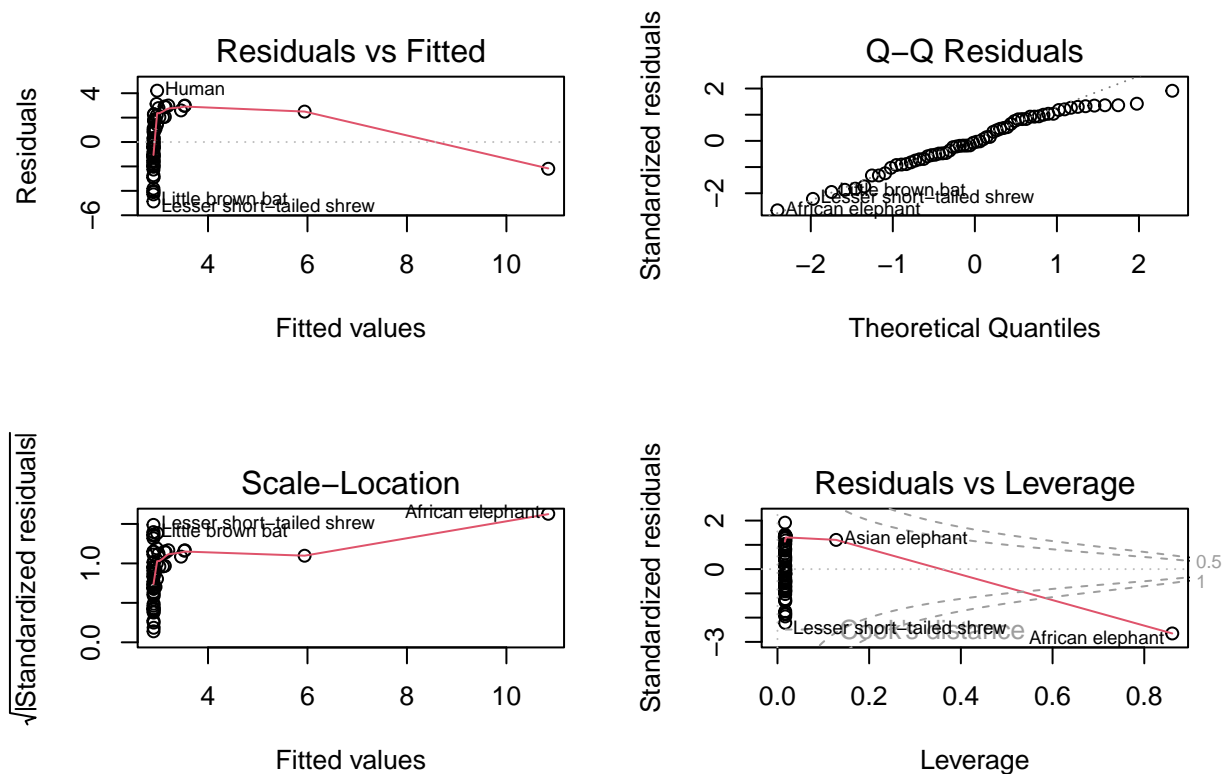 Residuals vs Fitted
Residuals
4
0
−6
Human
Little brown bat
Lesser short−tailed shrew
4
6
8
10
Fitted values
Q−Q Residuals
Standardized residuals
2
0
−2
Little brown bat
Lesser short−tailed shrew
African elephant
−2
−1
0
1
2
Theoretical Quantiles
Scale−Location
√|Standardized residuals|
1.0
0.0
Lesser short−tailed shrew
Little brown bat
African elephant
4
6
8
10
Fitted values
Residuals vs Leverage
Standardized residuals
2
0
−3
Asian elephant
Lesser short−tailed shrew
Cook's distance
African elephant
0.5
1
0.0
0.2
0.4
0.6
0.8
Leverage